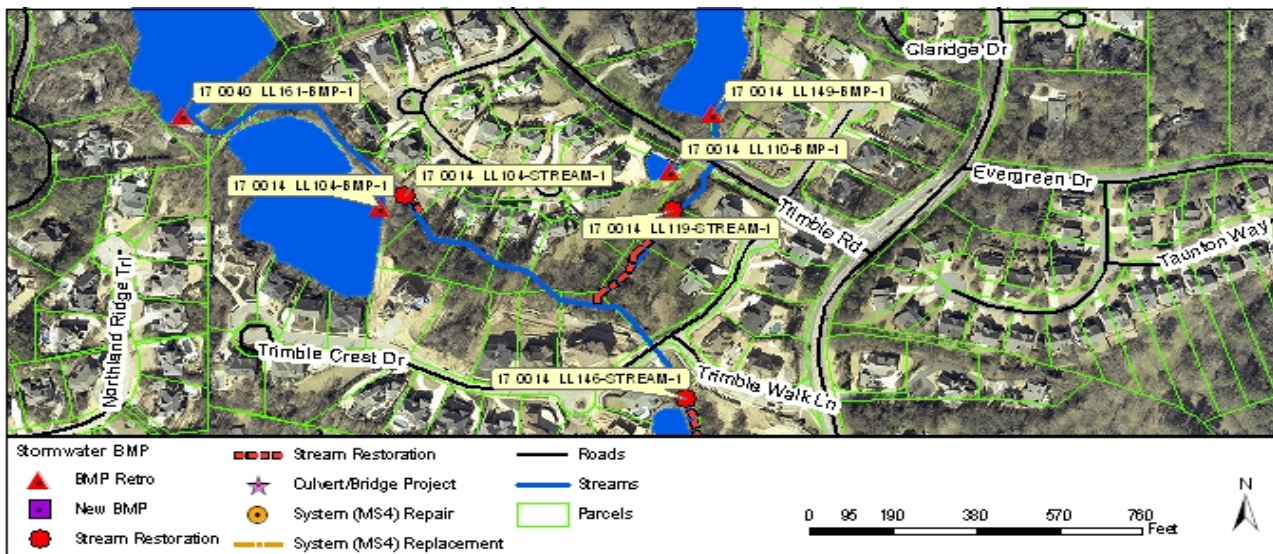 Claridge Dr
17 0040 LL161-BMP-1
17 0014 LL149-BMP-1
17 0014 LL110-BMP-1
17 0014 LL104-STREAM-1
17 0014 LL104-BMP-1
Evergreen Dr
17 0014 LL119-STREAM-1
Trimble Rd
Taunton Way
Northland Ridge Trl
Trimble Crest Dr
17 0014 LL146-STREAM-1
Trimble Walk Ln
Stormwater BMP
BMP Retro
New BMP
Stream Restoration
Stream Restoration
Culvert/Bridge Project
System (MS4) Repair
System (MS4) Replacement
Roads
Streams
Parcels
0 95 190 380 570 760
Feet
N